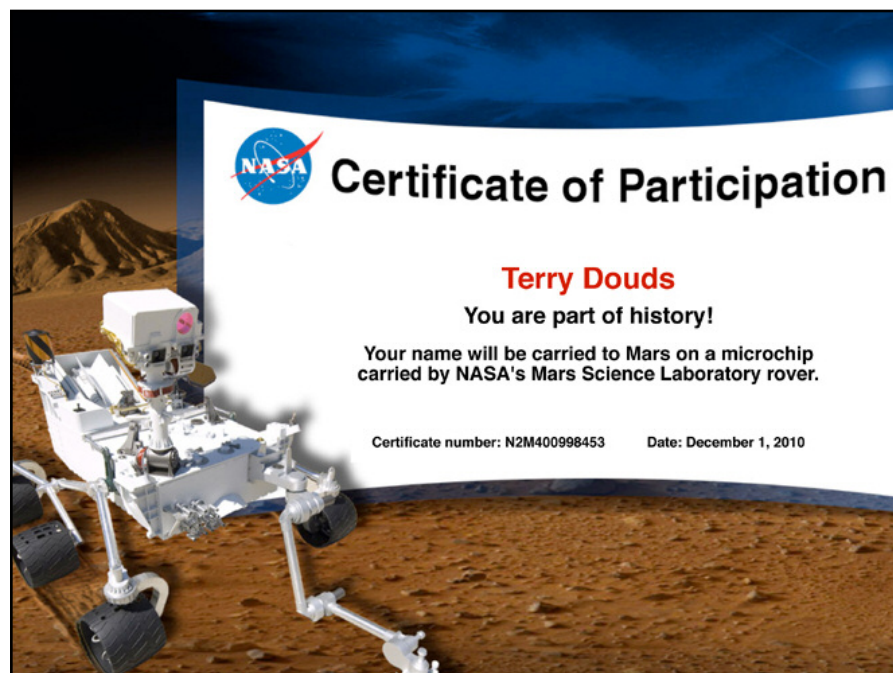 NASA
Certificate of Participation
Terry Douds
You are part of history!
Your name will be carried to Mars on a microchip
carried by NASA's Mars Science Laboratory rover.
Certificate number: N2M400998453 Date: December 1, 2010